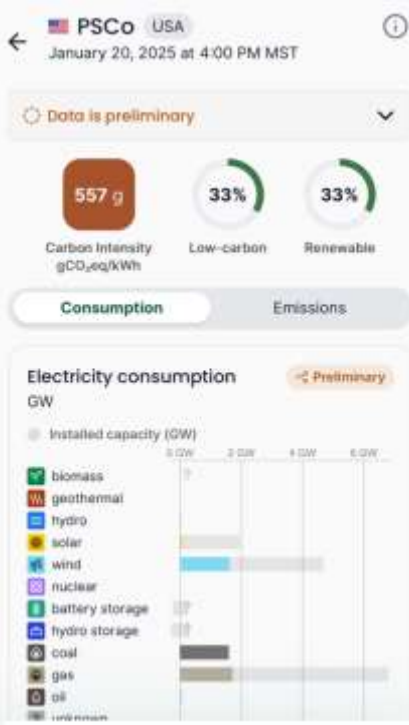 PSCo USA
January 20, 2025 at 4:00 PM MST
Data is preliminary
557 g
33%
33%
Carbon Intensity
gCO₂eq/kWh
Low-carbon
Renewable
Consumption
Emissions
Electricity consumption
Preliminary
GW
Installed capacity (GW)
0 GW 2 GW 4 GW 6 GW
biomass ?
geothermal
hydro
solar
wind
nuclear
battery storage ?
hydro storage ?
coal
gas
oil
unknown